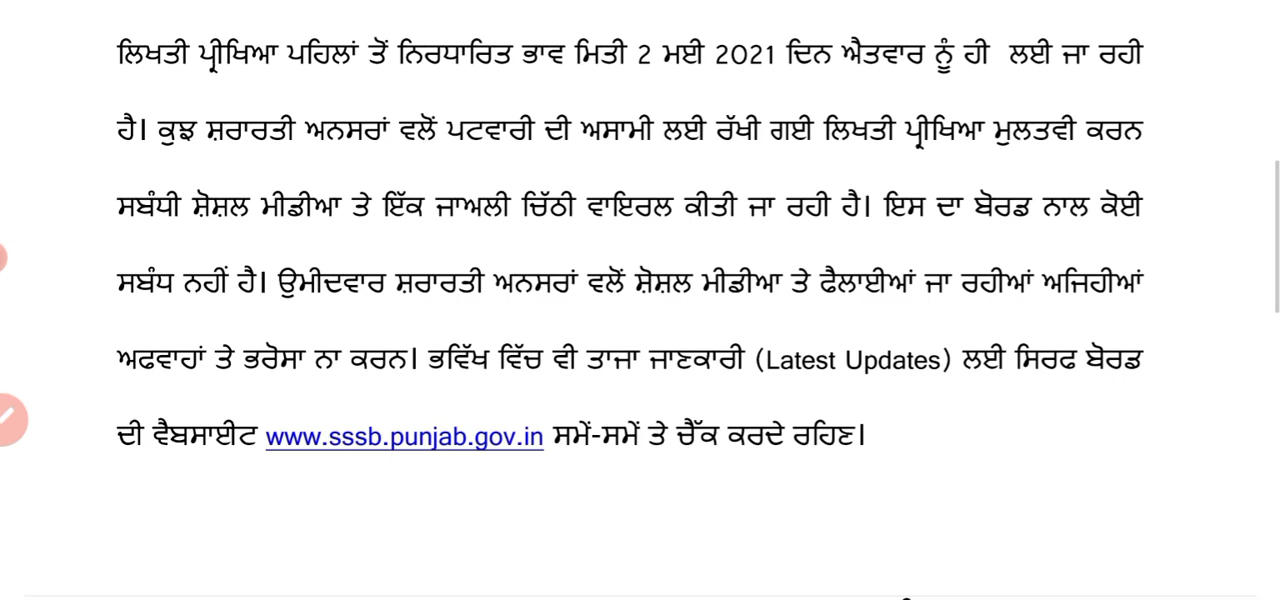 ਲਿਖਤੀ ਪ੍ਰੀਖਿਆ ਪਹਿਲਾਂ ਤੋਂ ਨਿਰਧਾਰਿਤ ਭਾਵ ਮਿਤੀ 2 ਮਈ 2021 ਦਿਨ ਐਤਵਾਰ ਨੂੰ ਹੀ ਲਈ ਜਾ ਰਹੀ
ਹੈ। ਕੁਝ ਸ਼ਰਾਰਤੀ ਅਨਸਰਾਂ ਵਲੋਂ ਪਟਵਾਰੀ ਦੀ ਅਸਾਮੀ ਲਈ ਰੱਖੀ ਗਈ ਲਿਖਤੀ ਪ੍ਰੀਖਿਆ ਮੁਲਤਵੀ ਕਰਨ
ਸਬੰਧੀ ਸ਼ੋਸ਼ਲ ਮੀਡੀਆ ਤੇ ਇੱਕ ਜਾਅਲੀ ਚਿੱਠੀ ਵਾਇਰਲ ਕੀਤੀ ਜਾ ਰਹੀ ਹੈ। ਇਸ ਦਾ ਬੋਰਡ ਨਾਲ ਕੋਈ
ਸਬੰਧ ਨਹੀਂ ਹੈ। ਉਮੀਦਵਾਰ ਸ਼ਰਾਰਤੀ ਅਨਸਰਾਂ ਵਲੋਂ ਸ਼ੋਸ਼ਲ ਮੀਡੀਆ ਤੇ ਫੈਲਾਈਆਂ ਜਾ ਰਹੀਆਂ ਅਜਿਹੀਆਂ
ਅਫਵਾਹਾਂ ਤੇ ਭਰੋਸਾ ਨਾ ਕਰਨ। ਭਵਿੱਖ ਵਿੱਚ ਵੀ ਤਾਜਾ ਜਾਣਕਾਰੀ (Latest Updates) ਲਈ ਸਿਰਫ ਬੋਰਡ
ਦੀ ਵੈਬਸਾਈਟ www.sssb.punjab.gov.in ਸਮੇਂ-ਸਮੇਂ ਤੇ ਚੈੱਕ ਕਰਦੇ ਰਹਿਣ।